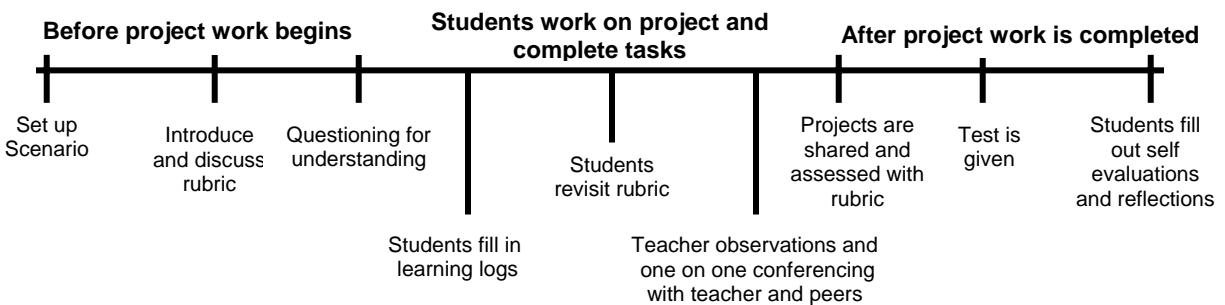 Before project work begins
Students work on project and
complete tasks
After project work is completed
Set up
Scenario
Introduce
and discuss
rubric
Questioning for
understanding
Students fill in
learning logs
Students
revisit rubric
Teacher observations and
one on one conferencing
with teacher and peers
Projects are
shared and
assessed with
rubric
Test is
given
Students fill
out self
evaluations
and reflections